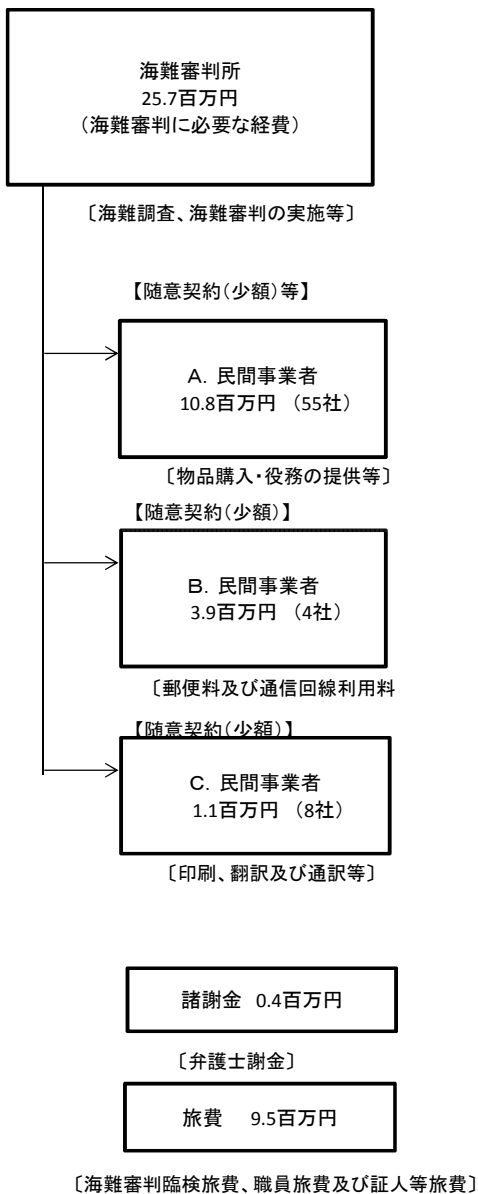 海難審判所
25.7百万円
(海難審判に必要な経費)
〔海難調査、海難審判の実施等〕
【随意契約(少額)等】
A. 民間事業者
10.8百万円 (55社)
〔物品購入・役務の提供等〕
【随意契約(少額)】
B. 民間事業者
3.9百万円 (4社)
〔郵便料及び通信回線利用料
【随意契約(少額)】
C. 民間事業者
1.1百万円 (8社)
〔印刷、翻訳及び通訳等〕
諸謝金 0.4百万円
〔弁護士謝金〕
旅費 9.5百万円
〔海難審判臨検旅費、職員旅費及び証人等旅費〕